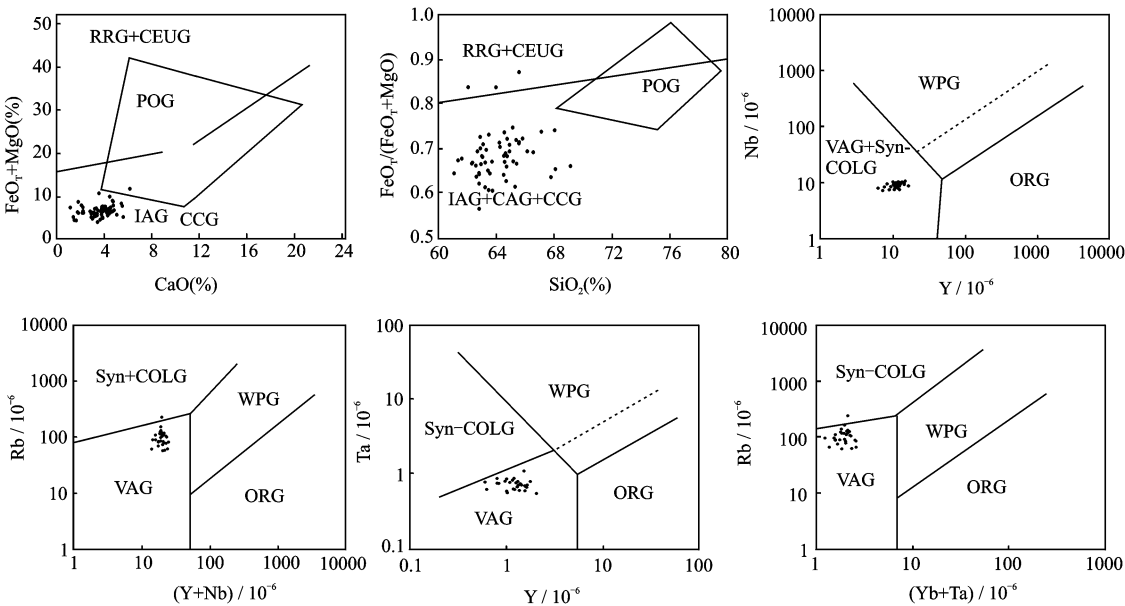 52
40
30
20
10
0
FeO_T+MgO(%)
RRG+CEUG
POG
IAG
CCG
0
4
8
12
16
20
24
CaO(%)
1.0
0.9
0.8
0.7
0.6
0.5
FeO_T/(FeO_T+MgO)
RRG+CEUG
POG
IAG+CAG+CCG
60
64
68
72
76
80
SiO₂(%)
10000
1000
100
10
1
Nb / 10⁻⁶
WPG
VAG+Syn-
COLG
ORG
1
10
100
1000
10000
Y / 10⁻⁶
10000
1000
100
10
1
Rb / 10⁻⁶
Syn+COLG
WPG
VAG
ORG
1
10
100
1000
10000
(Y+Nb) / 10⁻⁶
100
10
1
0.1
Ta / 10⁻⁶
WPG
Syn−COLG
VAG
ORG
0.1
1
10
100
Y / 10⁻⁶
10000
1000
100
10
1
Rb / 10⁻⁶
Syn−COLG
WPG
VAG
ORG
1
10
100
1000
(Yb+Ta) / 10⁻⁶